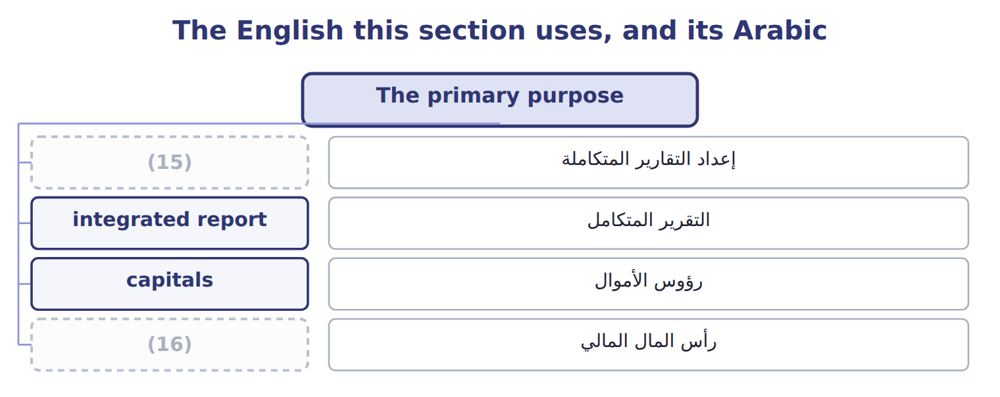 The English this section uses, and its Arabic
The primary purpose
(15)
إعداد التقارير المتكاملة
integrated report
التقرير المتكامل
capitals
رؤوس الأموال
(16)
رأس المال المالي